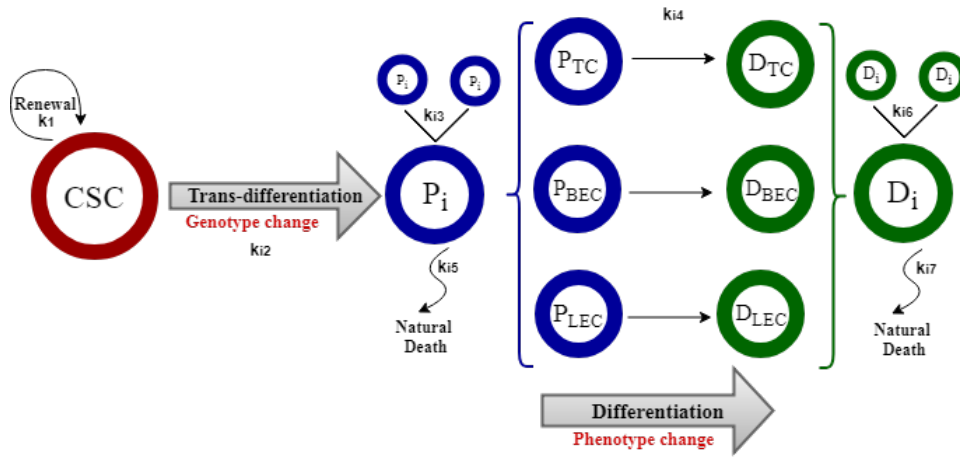 Renewal
k1
CSC
Trans-differentiation
Genotype change
ki2
Pi
Pi
ki3
Pi
ki5
Natural
Death
ki4
PTC
DTC
PBEC
DBEC
PLEC
DLEC
Differentiation
Phenotype change
Di
Di
ki6
Di
ki7
Natural
Death